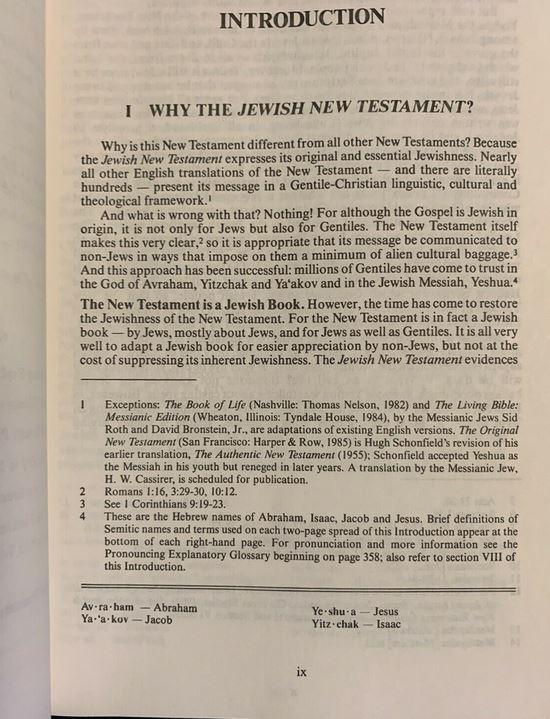 INTRODUCTION
I WHY THE JEWISH NEW TESTAMENT?
Why is this New Testament different from all other New Testaments? Because
the Jewish New Testament expresses its original and essential Jewishness. Nearly
all other English translations of the New Testament — and there are literally
hundreds — present its message in a Gentile-Christian linguistic, cultural and
theological framework.¹
And what is wrong with that? Nothing! For although the Gospel is Jewish in
origin, it is not only for Jews but also for Gentiles. The New Testament itself
makes this very clear,² so it is appropriate that its message be communicated to
non-Jews in ways that impose on them a minimum of alien cultural baggage.³
And this approach has been successful: millions of Gentiles have come to trust in
the God of Avraham, Yitzchak and Ya‘akov and in the Jewish Messiah, Yeshua.⁴
The New Testament is a Jewish Book. However, the time has come to restore
the Jewishness of the New Testament. For the New Testament is in fact a Jewish
book — by Jews, mostly about Jews, and for Jews as well as Gentiles. It is all very
well to adapt a Jewish book for easier appreciation by non-Jews, but not at the
cost of suppressing its inherent Jewishness. The Jewish New Testament evidences
1 Exceptions: The Book of Life (Nashville: Thomas Nelson, 1982) and The Living Bible:
Messianic Edition (Wheaton, Illinois: Tyndale House, 1984), by the Messianic Jews Sid
Roth and David Bronstein, Jr., are adaptations of existing English versions. The Original
New Testament (San Francisco: Harper & Row, 1985) is Hugh Schonfield's revision of his
earlier translation, The Authentic New Testament (1955); Schonfield accepted Yeshua as
the Messiah in his youth but reneged in later years. A translation by the Messianic Jew,
H. W. Cassirer, is scheduled for publication.
2 Romans 1:16, 3:29-30, 10:12.
3 See 1 Corinthians 9:19-23.
4 These are the Hebrew names of Abraham, Isaac, Jacob and Jesus. Brief definitions of
Semitic names and terms used on each two-page spread of this Introduction appear at the
bottom of each right-hand page. For pronunciation and more information see the
Pronouncing Explanatory Glossary beginning on page 358; also refer to section VIII of
this Introduction.
Av·ra·ham — Abraham
Ya·‘a·kov — Jacob
Ye·shu·a — Jesus
Yitz·chak — Isaac
ix